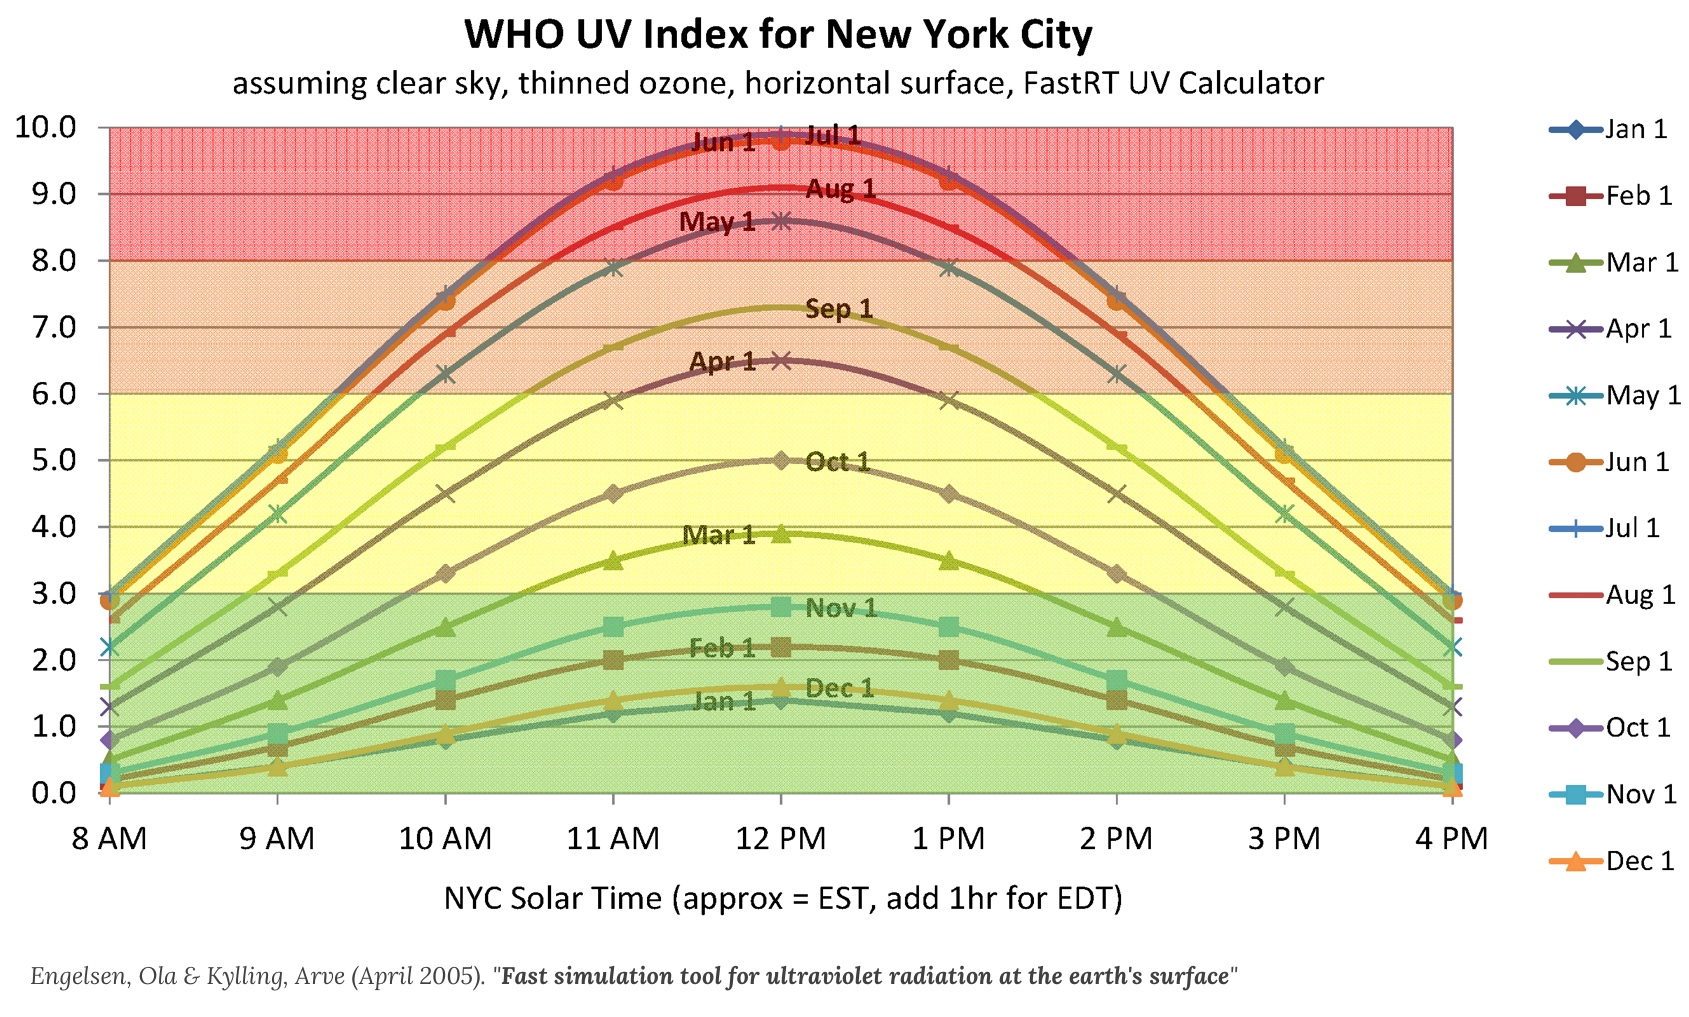 WHO UV Index for New York City
assuming clear sky, thinned ozone, horizontal surface, FastRT UV Calculator
10.0
9.0
8.0
7.0
6.0
5.0
4.0
3.0
2.0
1.0
0.0
Jun 1
Jul 1
Aug 1
May 1
Sep 1
Apr 1
Oct 1
Mar 1
Nov 1
Feb 1
Dec 1
Jan 1
8 AM 9 AM 10 AM 11 AM 12 PM 1 PM 2 PM 3 PM 4 PM
NYC Solar Time (approx = EST, add 1hr for EDT)
Jan 1
Feb 1
Mar 1
Apr 1
May 1
Jun 1
Jul 1
Aug 1
Sep 1
Oct 1
Nov 1
Dec 1
Engelsen, Ola & Kylling, Arve (April 2005). "Fast simulation tool for ultraviolet radiation at the earth's surface"